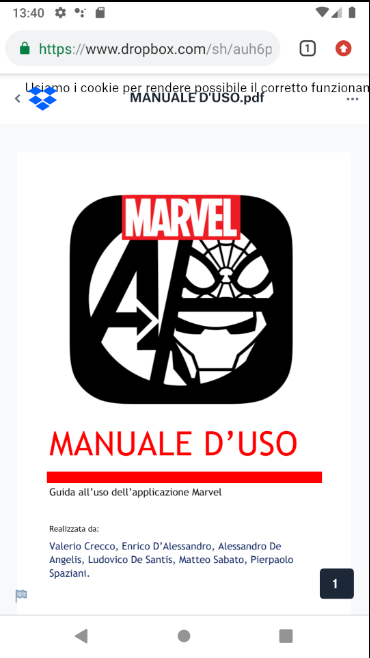 13:40
https://www.dropbox.com/sh/auh6p
1
Usiamo i cookie per rendere possibile il corretto funzionam
MANUALE D'USO.pdf
MARVEL
MANUALE D'USO
Guida all'uso dell'applicazione Marvel
Realizzata da:
Valerio Crecco, Enrico D'Alessandro, Alessandro De
Angelis, Ludovico De Santis, Matteo Sabato, Pierpaolo
Spaziani.
1